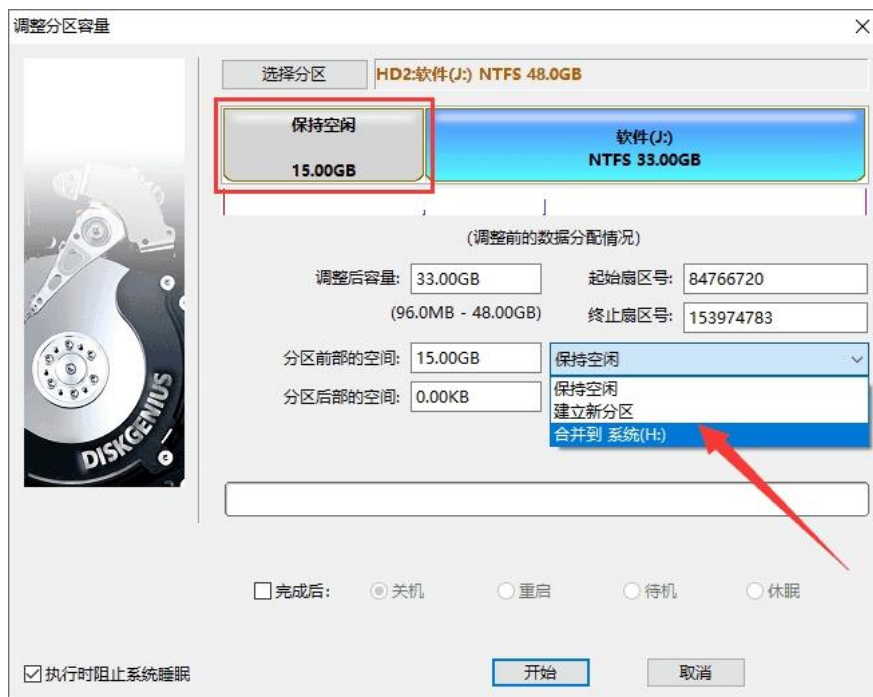 调整分区容量
选择分区 HD2:软件(J:) NTFS 48.0GB
保持空闲
15.00GB
软件(J:)
NTFS 33.00GB
(调整前的数据分配情况)
调整后容量: 33.00GB 起始扇区号: 84766720
(96.0MB - 48.00GB) 终止扇区号: 153974783
分区前部的空间: 15.00GB 保持空闲
分区后部的空间: 0.00KB
保持空闲
建立新分区
合并到 系统(H:)
DISKGENIUS
完成后: 关机 重启 待机 休眠
执行时阻止系统睡眠 开始 取消